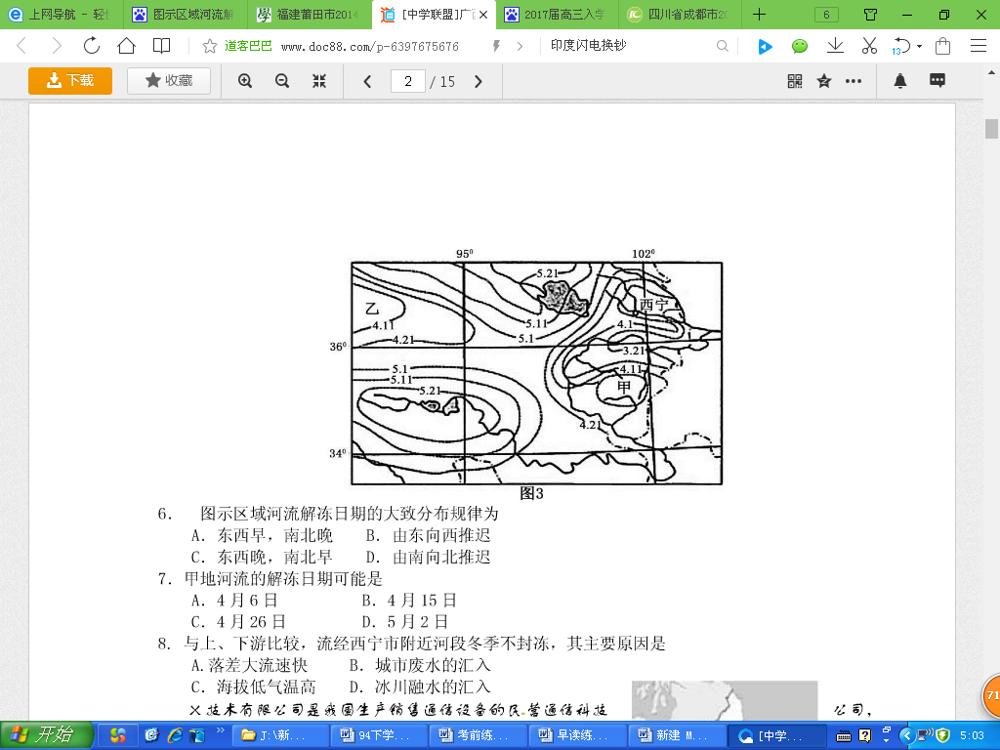 上网导航 - 轻
图示区域河流解
福建莆田市2014
[中学联盟]广西
2017届高三入学
四川省成都市20
6
道客巴巴 www.doc88.com/p-6397675676
印度闪电换钞
13
下载
收藏
2 / 15
95⁰ 102⁰
5.21
乙
西宁
4.11
5.11
4.1
4.21
5.1
36⁰
3.21
5.1
4.11
5.11
5.21
甲
4.21
34⁰
图3
6. 图示区域河流解冻日期的大致分布规律为
A. 东西早，南北晚 B. 由东向西推迟
C. 东西晚，南北早 D. 由南向北推迟
7. 甲地河流的解冻日期可能是
A. 4月6日 B. 4月15日
C. 4月26日 D. 5月2日
8. 与上、下游比较，流经西宁市附近河段冬季不封冻，其主要原因是
A.落差大流速快 B. 城市废水的汇入
C. 海拔低气温高 D. 冰川融水的汇入
×技术有限公司是我国生产销售通信设备的民营通信科技 公司，
71
开始
J:\新...
94下学...
考前练...
早读练...
新建 M...
[中学...
5:03